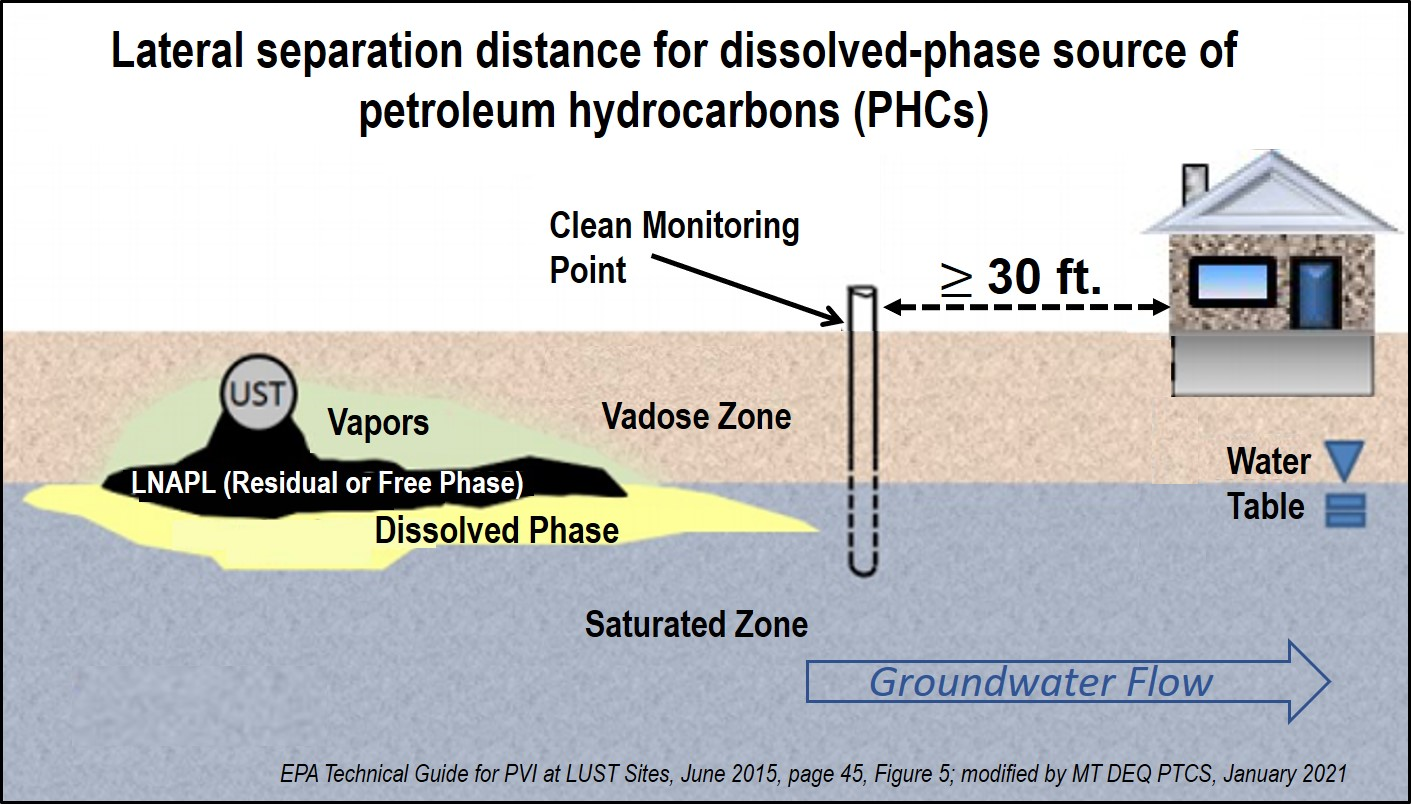 Lateral separation distance for dissolved-phase source of
petroleum hydrocarbons (PHCs)
Clean Monitoring
Point
≥ 30 ft.
UST
Vapors
Vadose Zone
LNAPL (Residual or Free Phase)
Dissolved Phase
Water
Table
Saturated Zone
Groundwater Flow
EPA Technical Guide for PVI at LUST Sites, June 2015, page 45, Figure 5; modified by MT DEQ PTCS, January 2021